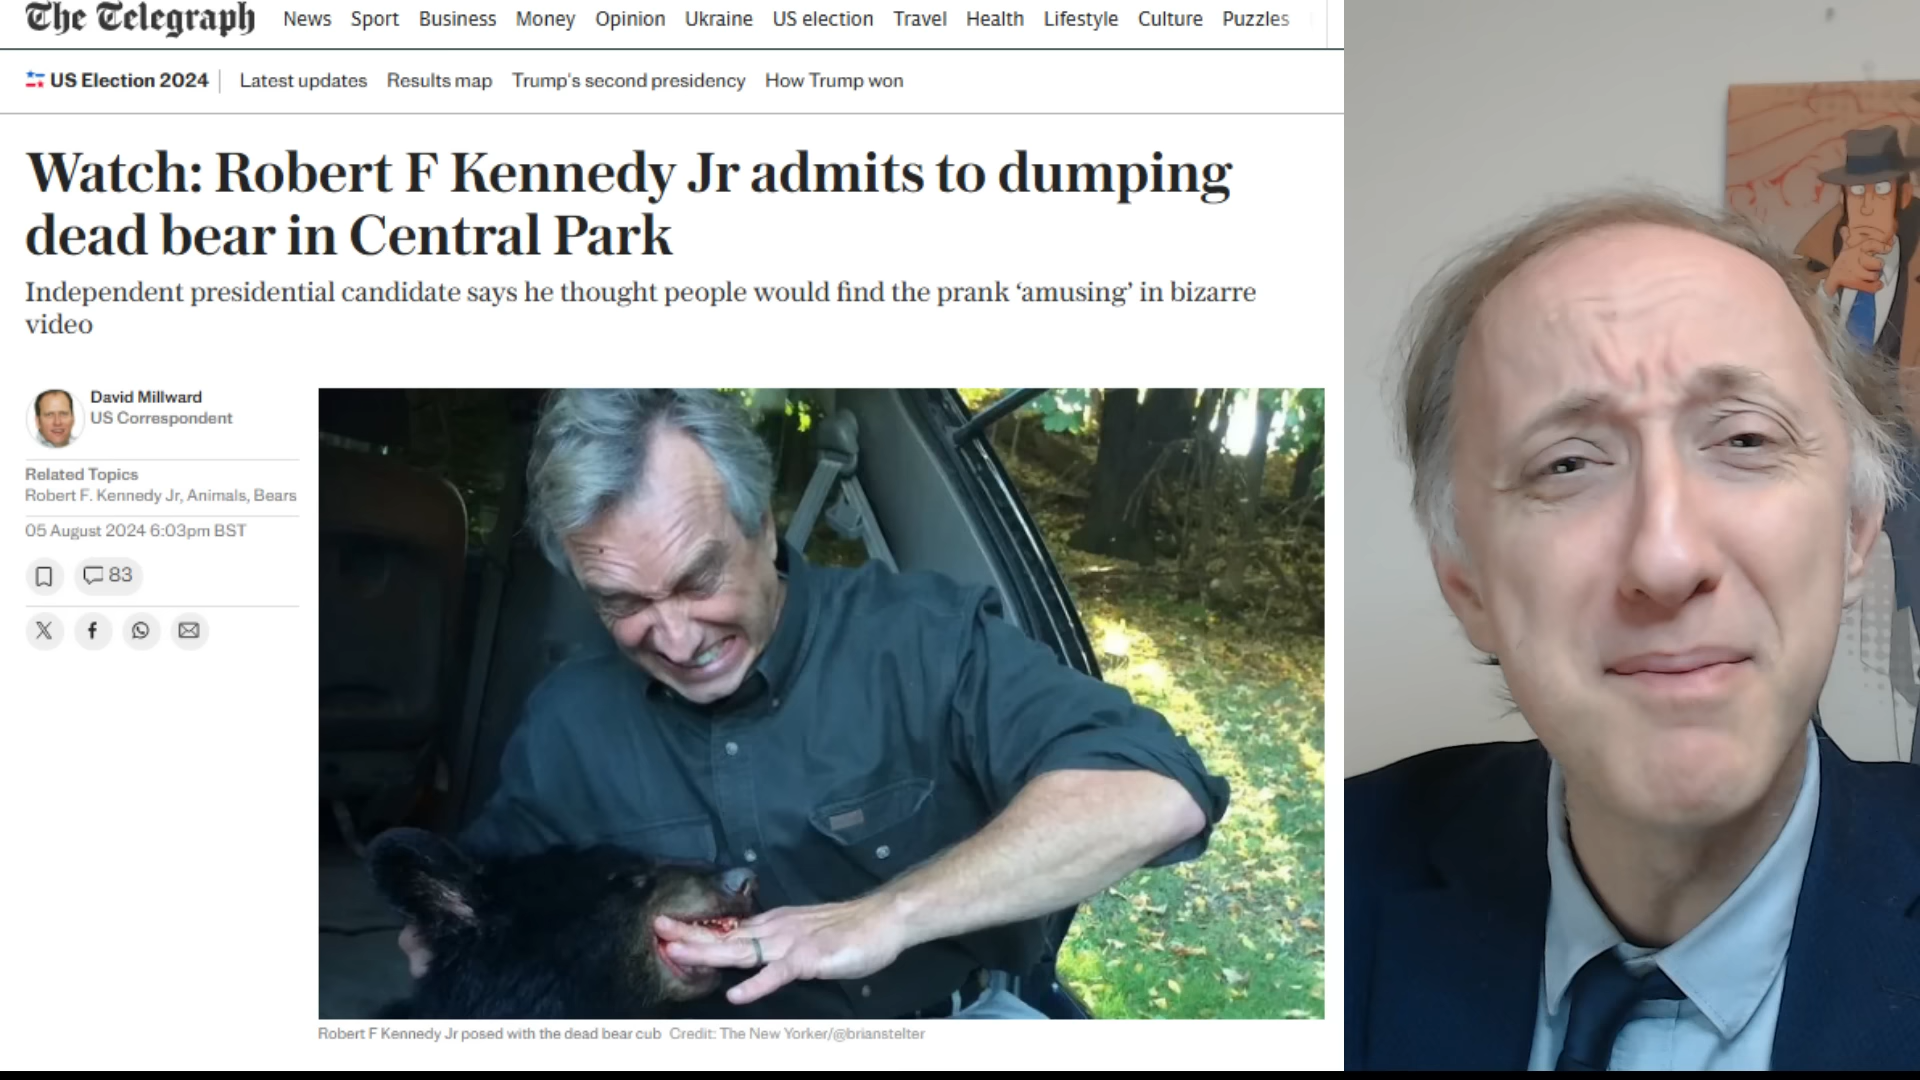 The Telegraph
News Sport Business Money Opinion Ukraine US election Travel Health Lifestyle Culture Puzzles
US Election 2024 Latest updates Results map Trump's second presidency How Trump won
Watch: Robert F Kennedy Jr admits to dumping
dead bear in Central Park
Independent presidential candidate says he thought people would find the prank ‘amusing’ in bizarre
video
David Millward
US Correspondent
Related Topics
Robert F. Kennedy Jr, Animals, Bears
05 August 2024 6:03pm BST
83
Robert F Kennedy Jr posed with the dead bear cub Credit: The New Yorker/@brianstelter